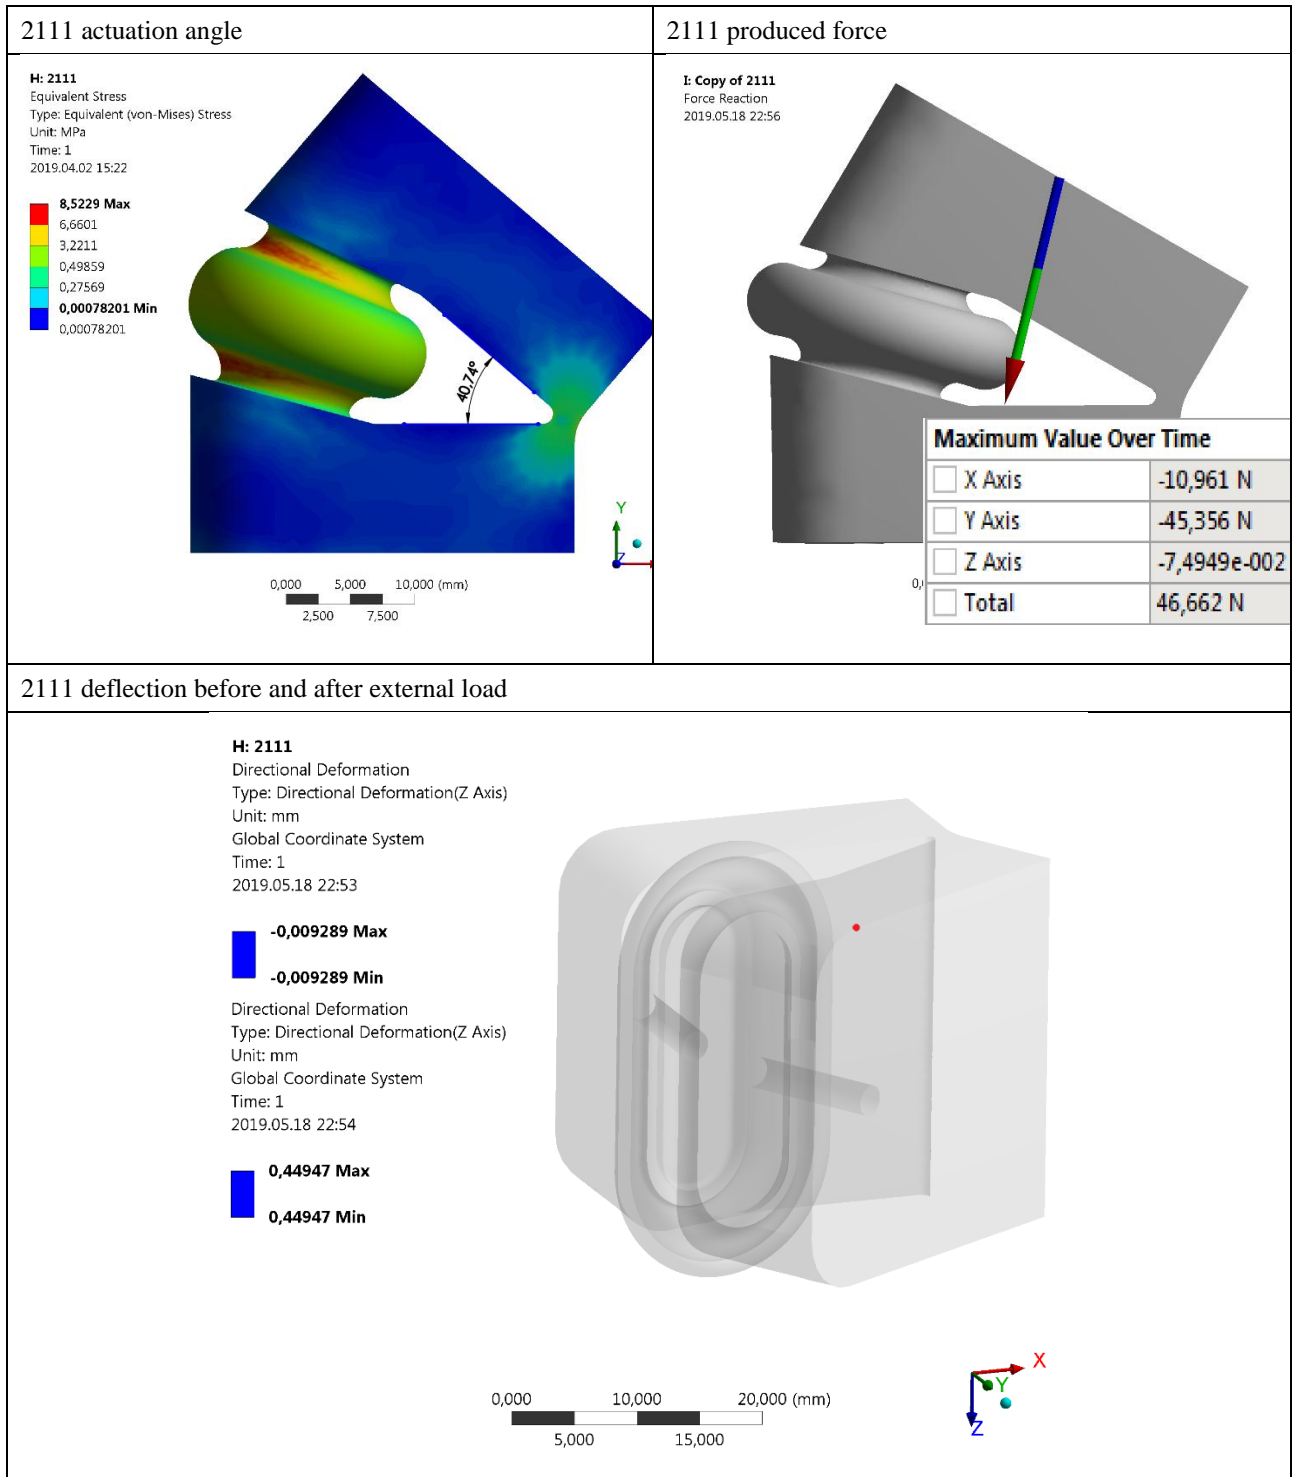 2111 actuation angle
H: 2111
Equivalent Stress
Type: Equivalent (von-Mises) Stress
Unit: MPa
Time: 1
2019.04.02 15:22
8,5229 Max
6,6601
3,2211
0,49859
0,27569
0,00078201 Min
0,00078201
40,74°
Y
Z
0,000 5,000 10,000 (mm)
2,500 7,500
2111 produced force
I: Copy of 2111
Force Reaction
2019.05.18 22:56
Maximum Value Over Time
X Axis -10,961 N
Y Axis -45,356 N
Z Axis -7,4949e-002
Total 46,662 N
2111 deflection before and after external load
H: 2111
Directional Deformation
Type: Directional Deformation(Z Axis)
Unit: mm
Global Coordinate System
Time: 1
2019.05.18 22:53
-0,009289 Max
-0,009289 Min
Directional Deformation
Type: Directional Deformation(Z Axis)
Unit: mm
Global Coordinate System
Time: 1
2019.05.18 22:54
0,44947 Max
0,44947 Min
X
Y
Z
0,000 10,000 20,000 (mm)
5,000 15,000